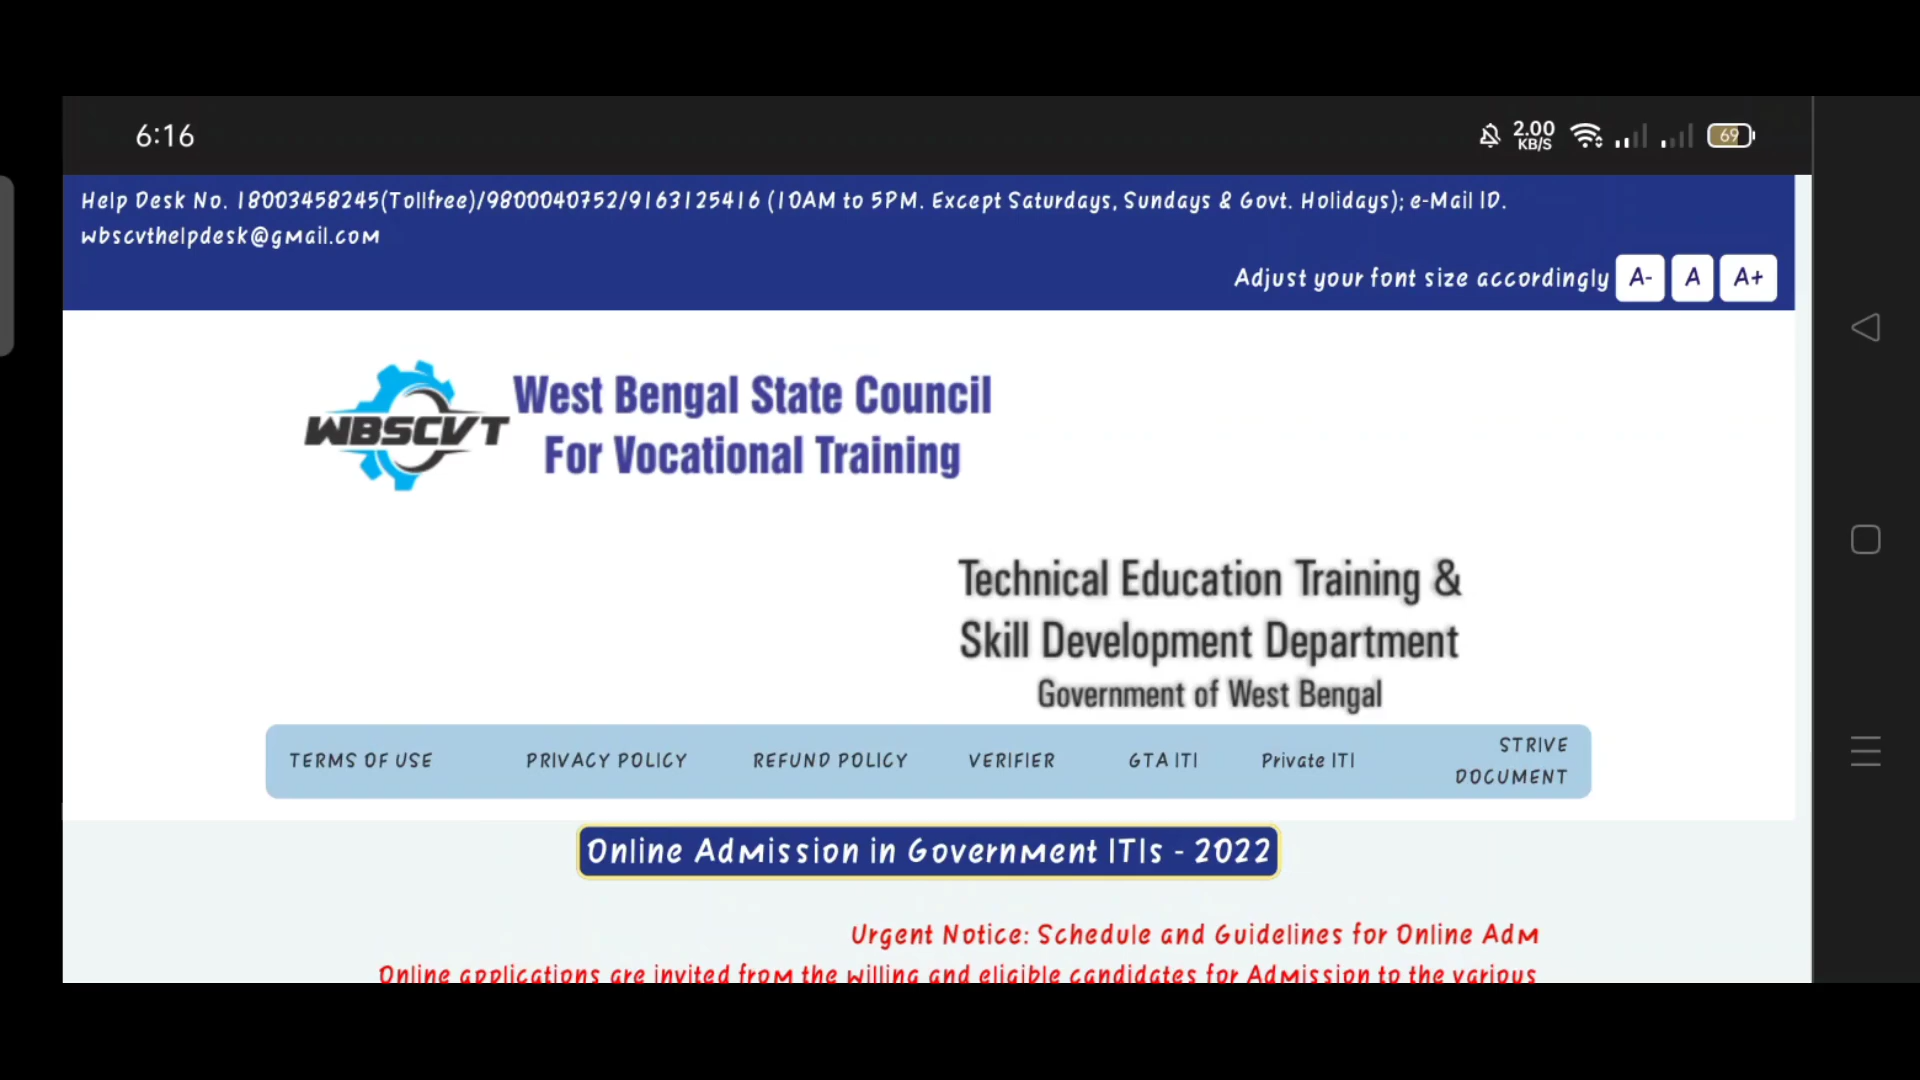 6:16
2.00
KB/S
69
Help Desk No. 18003458245(Tollfree)/9800040752/9163125416 (10AM to 5PM. Except Saturdays, Sundays & Govt. Holidays); e-Mail ID.
wbscvthelpdesk@gmail.com
Adjust your font size accordingly A- A A+
WBSCVT
West Bengal State Council
For Vocational Training
Technical Education Training &
Skill Development Department
Government of West Bengal
TERMS OF USE PRIVACY POLICY REFUND POLICY VERIFIER GTA ITI Private ITI STRIVE
DOCUMENT
Online Admission in Government ITIs - 2022
Urgent Notice: Schedule and Guidelines for Online Adm
Online applications are invited from the willing and eligible candidates for Admission to the various